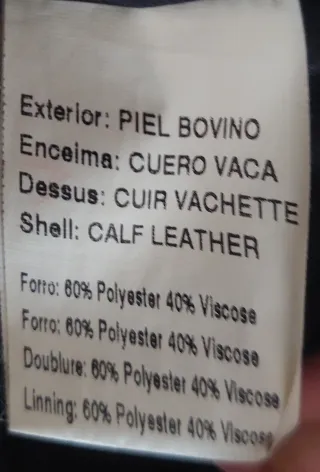 Exterior: PIEL BOVINO
Enceima: CUERO VACA
Dessus: CUIR VACHETTE
Shell: CALF LEATHER
Forro: 60% Polyester 40% Viscose
Forro: 60% Polyester 40% Viscose
Doublure: 60% Polyester 40% Viscose
Linning: 60% Polyester 40% Viscose